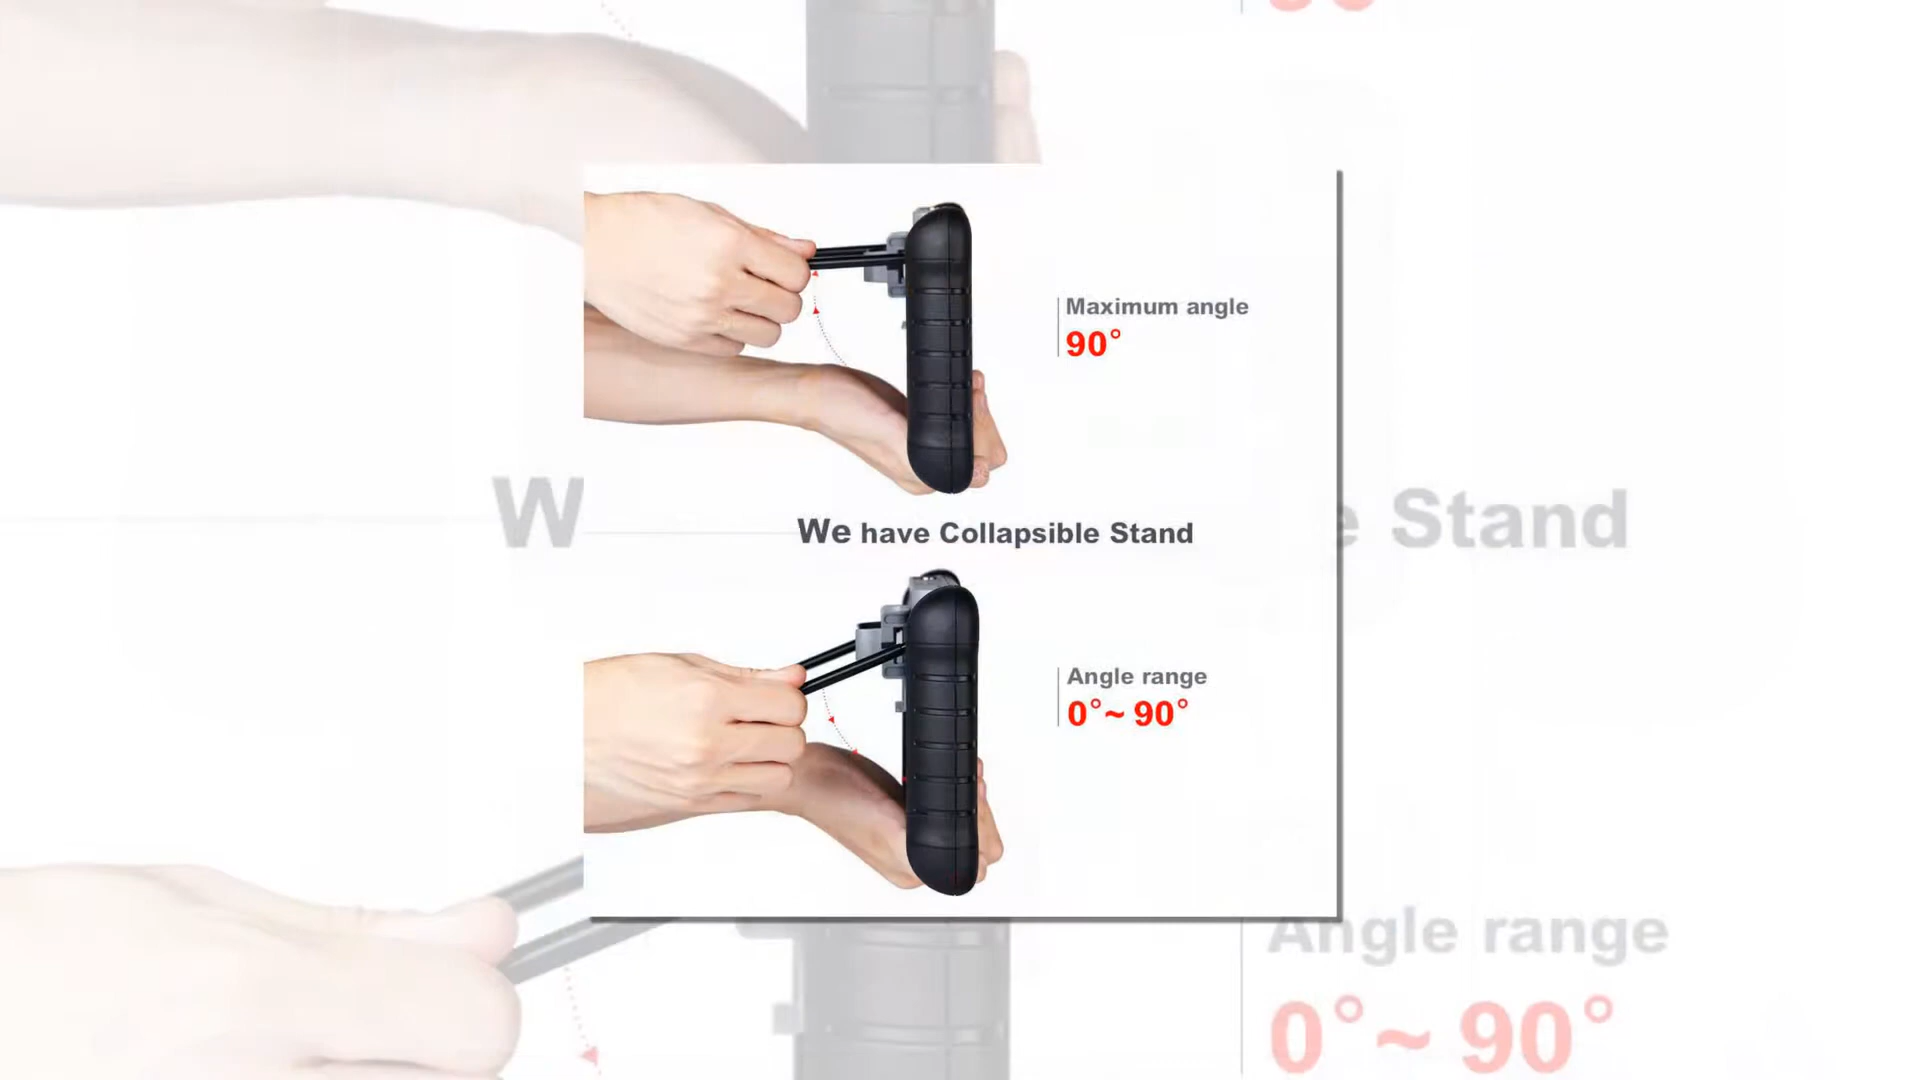 Maximum angle
90°
We have Collapsible Stand
Angle range
0°~ 90°
W
e Stand
Angle range
0°~ 90°